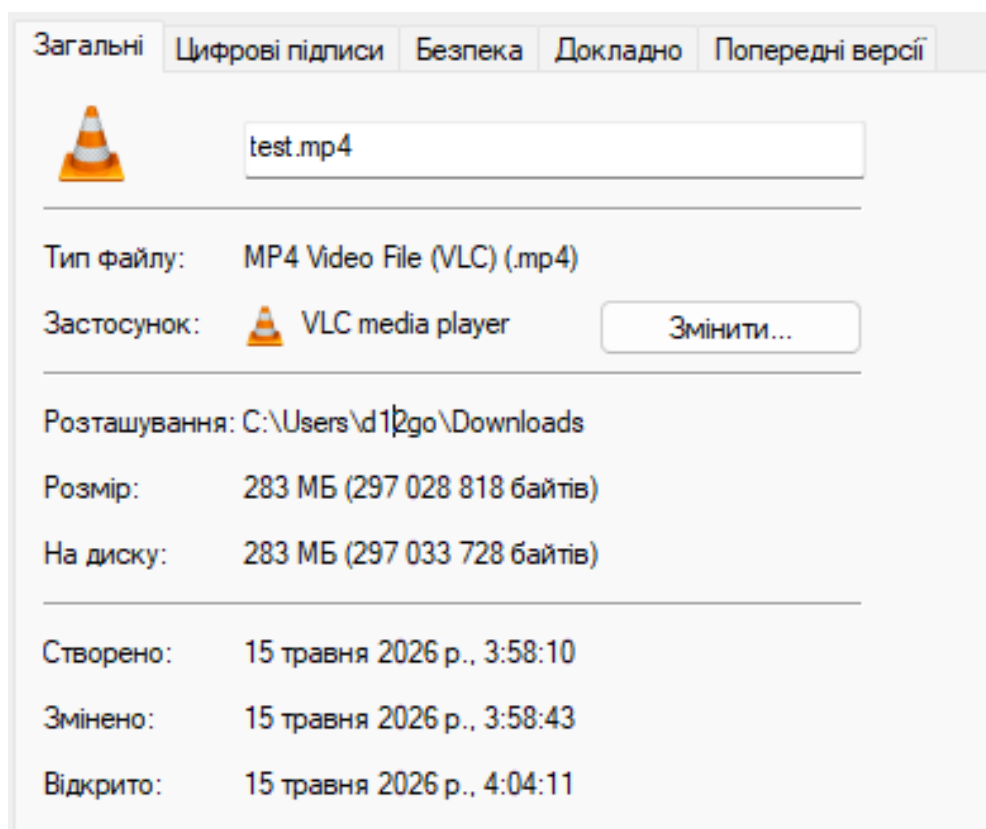 Загальні Цифрові підписи Безпека Докладно Попередні версії
test.mp4
Тип файлу: MP4 Video File (VLC) (.mp4)
Застосунок: VLC media player Змінити...
Розташування: C:\Users\d12go\Downloads
Розмір: 283 МБ (297 028 818 байтів)
На диску: 283 МБ (297 033 728 байтів)
Створено: 15 травня 2026 р., 3:58:10
Змінено: 15 травня 2026 р., 3:58:43
Відкрито: 15 травня 2026 р., 4:04:11